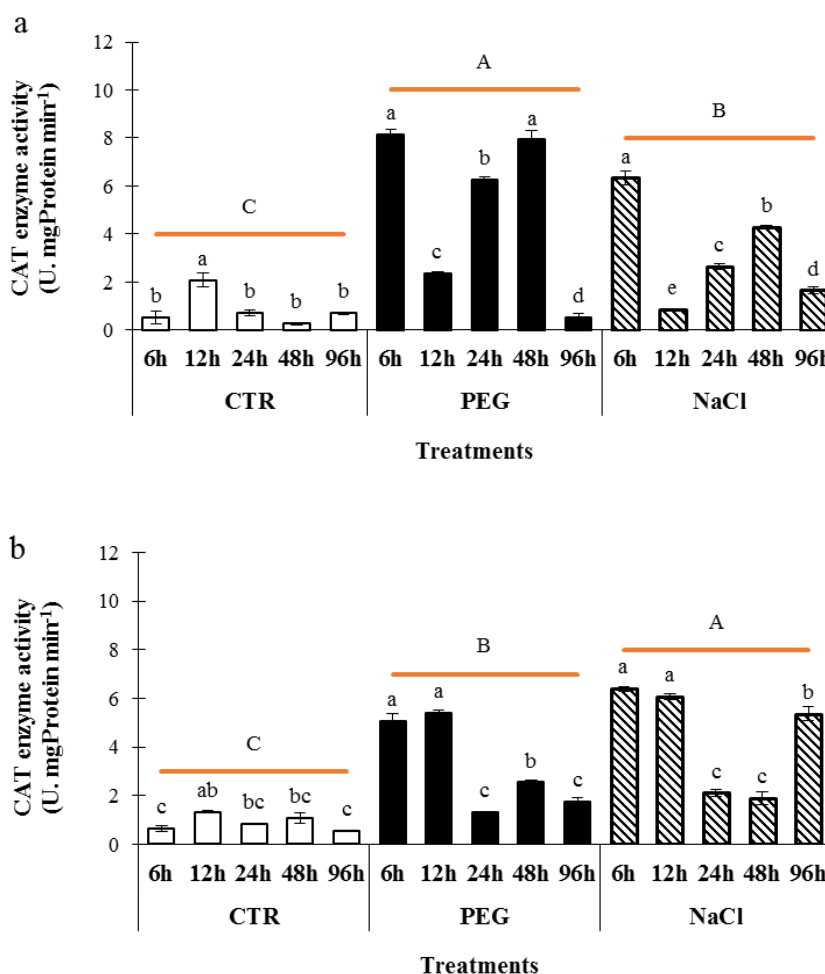 a
CAT enzyme activity
(U. mgProtein min⁻¹)
12
10
8
6
4
2
0
C
A
B
b a b b b
a c b a d
a e c b d
6h 12h 24h 48h 96h 6h 12h 24h 48h 96h 6h 12h 24h 48h 96h
CTR PEG NaCl
Treatments
b
CAT enzyme activity
(U. mgProtein min⁻¹)
12
10
8
6
4
2
0
C
B
A
c ab bc bc c
a a c b c
a a c c b
6h 12h 24h 48h 96h 6h 12h 24h 48h 96h 6h 12h 24h 48h 96h
CTR PEG NaCl
Treatments